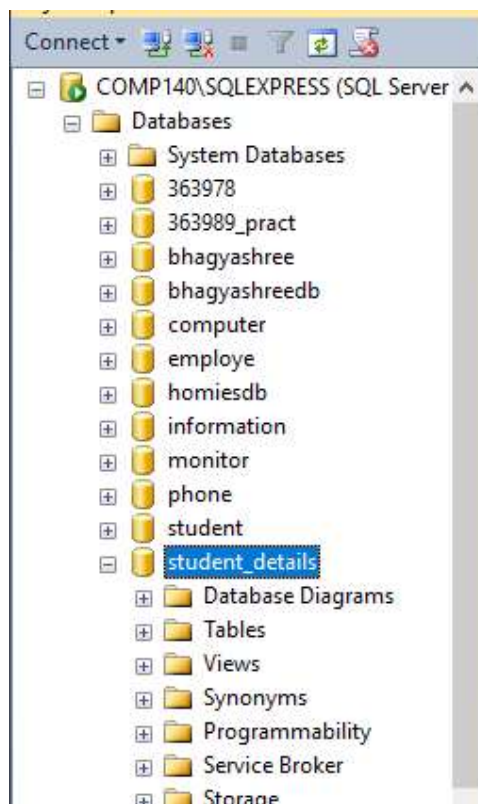 Connect
COMP140\SQLEXPRESS (SQL Server
Databases
System Databases
363978
363989_pract
bhagyashree
bhagyashreedb
computer
employe
homiesdb
information
monitor
phone
student
student_details
Database Diagrams
Tables
Views
Synonyms
Programmability
Service Broker
Storage